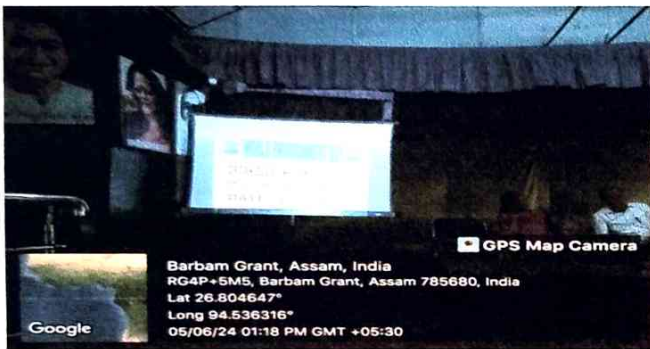 GPS Map Camera
Barbam Grant, Assam, India
RG4P+5M5, Barbam Grant, Assam 785680, India
Lat 26.804647°
Long 94.536316°
05/06/24 01:18 PM GMT +05:30
Google